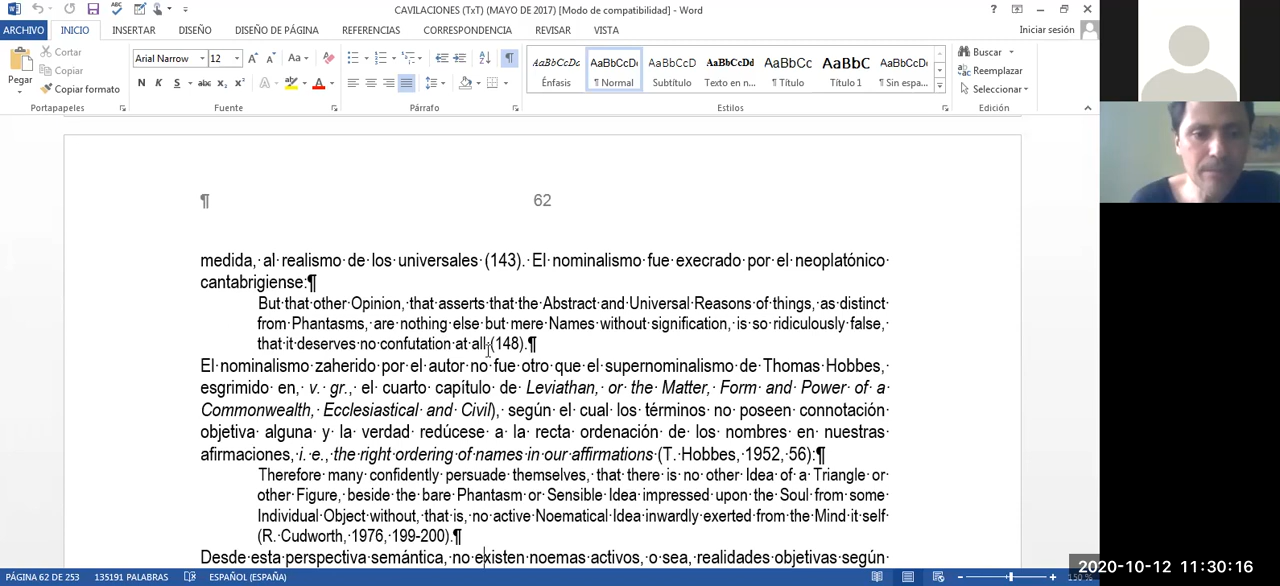 CAVILACIONES (TxT) (MAYO DE 2017) [Modo de compatibilidad] - Word
ARCHIVO INICIO INSERTAR DISEÑO DISEÑO DE PÁGINA REFERENCIAS CORRESPONDENCIA REVISAR VISTA Iniciar sesión
Pegar
Cortar
Copiar
Copiar formato
Portapapeles
Arial Narrow 12
N K S abc x₂ x²
Fuente
Párrafo
AaBbCcDd AaBbCcDc AaBbCcD AaBbCcDd AaBbCc AaBbC AaBbCcDc
Énfasis ¶ Normal Subtítulo Texto en n... ¶ Título Título 1 ¶ Sin espa...
Estilos
Buscar
Reemplazar
Seleccionar
Edición
¶ 62
medida, al realismo de los universales (143). El nominalismo fue execrado por el neoplatónico
cantabrigiense:¶
But that other Opinion, that asserts that the Abstract and Universal Reasons of things, as distinct
from Phantasms, are nothing else but mere Names without signification, is so ridiculously false,
that it deserves no confutation at all (148).¶
El nominalismo zaherido por el autor no fue otro que el supernominalismo de Thomas Hobbes,
esgrimido en, v. gr., el cuarto capítulo de Leviathan, or the Matter, Form and Power of a
Commonwealth, Ecclesiastical and Civil), según el cual los términos no poseen connotación
objetiva alguna y la verdad redúcese a la recta ordenación de los nombres en nuestras
afirmaciones, i. e., the right ordering of names in our affirmations (T. Hobbes, 1952, 56):¶
Therefore many confidently persuade themselves, that there is no other Idea of a Triangle or
other Figure, beside the bare Phantasm or Sensible Idea impressed upon the Soul from some
Individual Object without, that is, no active Noematical Idea inwardly exerted from the Mind it self
(R. Cudworth, 1976, 199-200).¶
Desde esta perspectiva semántica, no existen noemas activos, o sea, realidades objetivas según
PÁGINA 62 DE 253 135191 PALABRAS ESPAÑOL (ESPAÑA) 150 %
2020-10-12 11:30:16